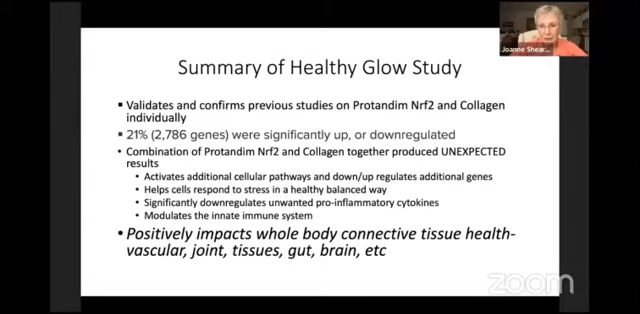 Joanne Shear...
Summary of Healthy Glow Study
▪ Validates and confirms previous studies on Protandim Nrf2 and Collagen
individually
▪ 21% (2,786 genes) were significantly up, or downregulated
• Combination of Protandim Nrf2 and Collagen together produced UNEXPECTED
results
• Activates additional cellular pathways and down/up regulates additional genes
• Helps cells respond to stress in a healthy balanced way
• Significantly downregulates unwanted pro-inflammatory cytokines
• Modulates the innate immune system
• Positively impacts whole body connective tissue health-
vascular, joint, tissues, gut, brain, etc
zoom